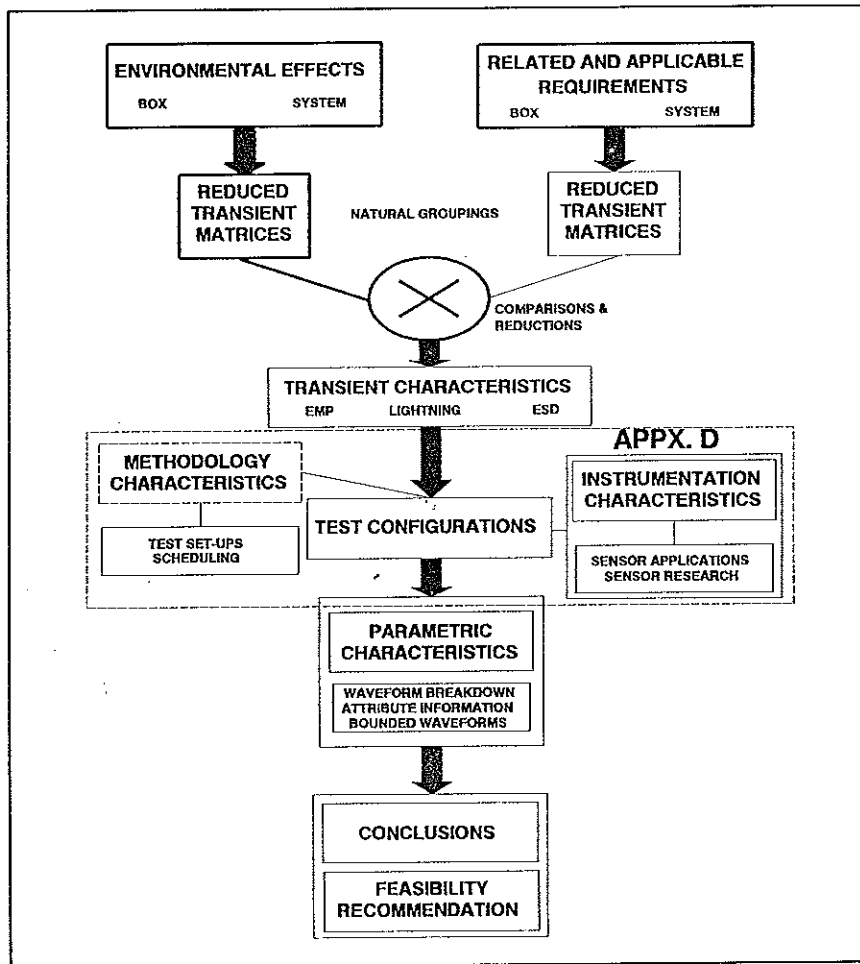 ENVIRONMENTAL EFFECTS
BOX SYSTEM
RELATED AND APPLICABLE
REQUIREMENTS
BOX SYSTEM
REDUCED
TRANSIENT
MATRICES
NATURAL GROUPINGS
REDUCED
TRANSIENT
MATRICES
COMPARISONS &
REDUCTIONS
TRANSIENT CHARACTERISTICS
EMP LIGHTNING ESD
APPX. D
METHODOLOGY
CHARACTERISTICS
INSTRUMENTATION
CHARACTERISTICS
TEST CONFIGURATIONS
TEST SET-UPS
SCHEDULING
SENSOR APPLICATIONS
SENSOR RESEARCH
PARAMETRIC
CHARACTERISTICS
WAVEFORM BREAKDOWN
ATTRIBUTE INFORMATION
BOUNDED WAVEFORMS
CONCLUSIONS
FEASIBILITY
RECOMMENDATION